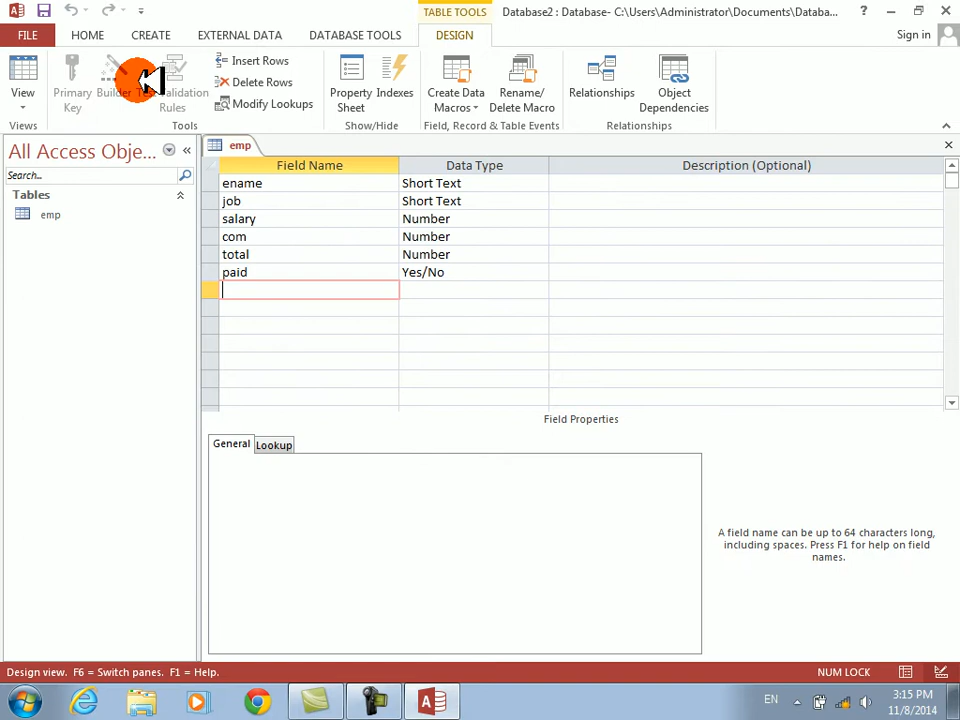 TABLE TOOLS
Database2 : Database- C:\Users\Administrator\Documents\Databa...
FILE
HOME
CREATE
EXTERNAL DATA
DATABASE TOOLS
DESIGN
Sign in
View
Primary Key
Builder
Validation Rules
Insert Rows
Delete Rows
Modify Lookups
Property Sheet
Indexes
Create Data Macros
Rename/ Delete Macro
Relationships
Object Dependencies
Views
Tools
Show/Hide
Field, Record & Table Events
Relationships
All Access Obje...
Search...
Tables
emp
emp
Field Name
Data Type
Description (Optional)
ename
Short Text
job
Short Text
salary
Number
com
Number
total
Number
paid
Yes/No
Field Properties
General
Lookup
A field name can be up to 64 characters long,
including spaces. Press F1 for help on field
names.
Design view. F6 = Switch panes. F1 = Help.
NUM LOCK
EN
3:15 PM
11/8/2014